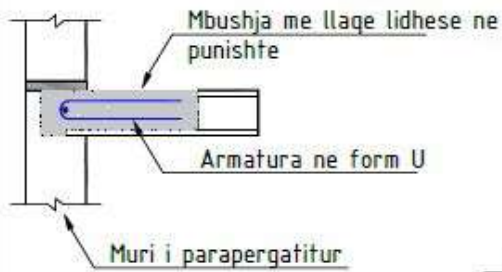 Mbushja me llaqe lidhese ne
punishte
Armatura ne form U
Muri i parapergatitur